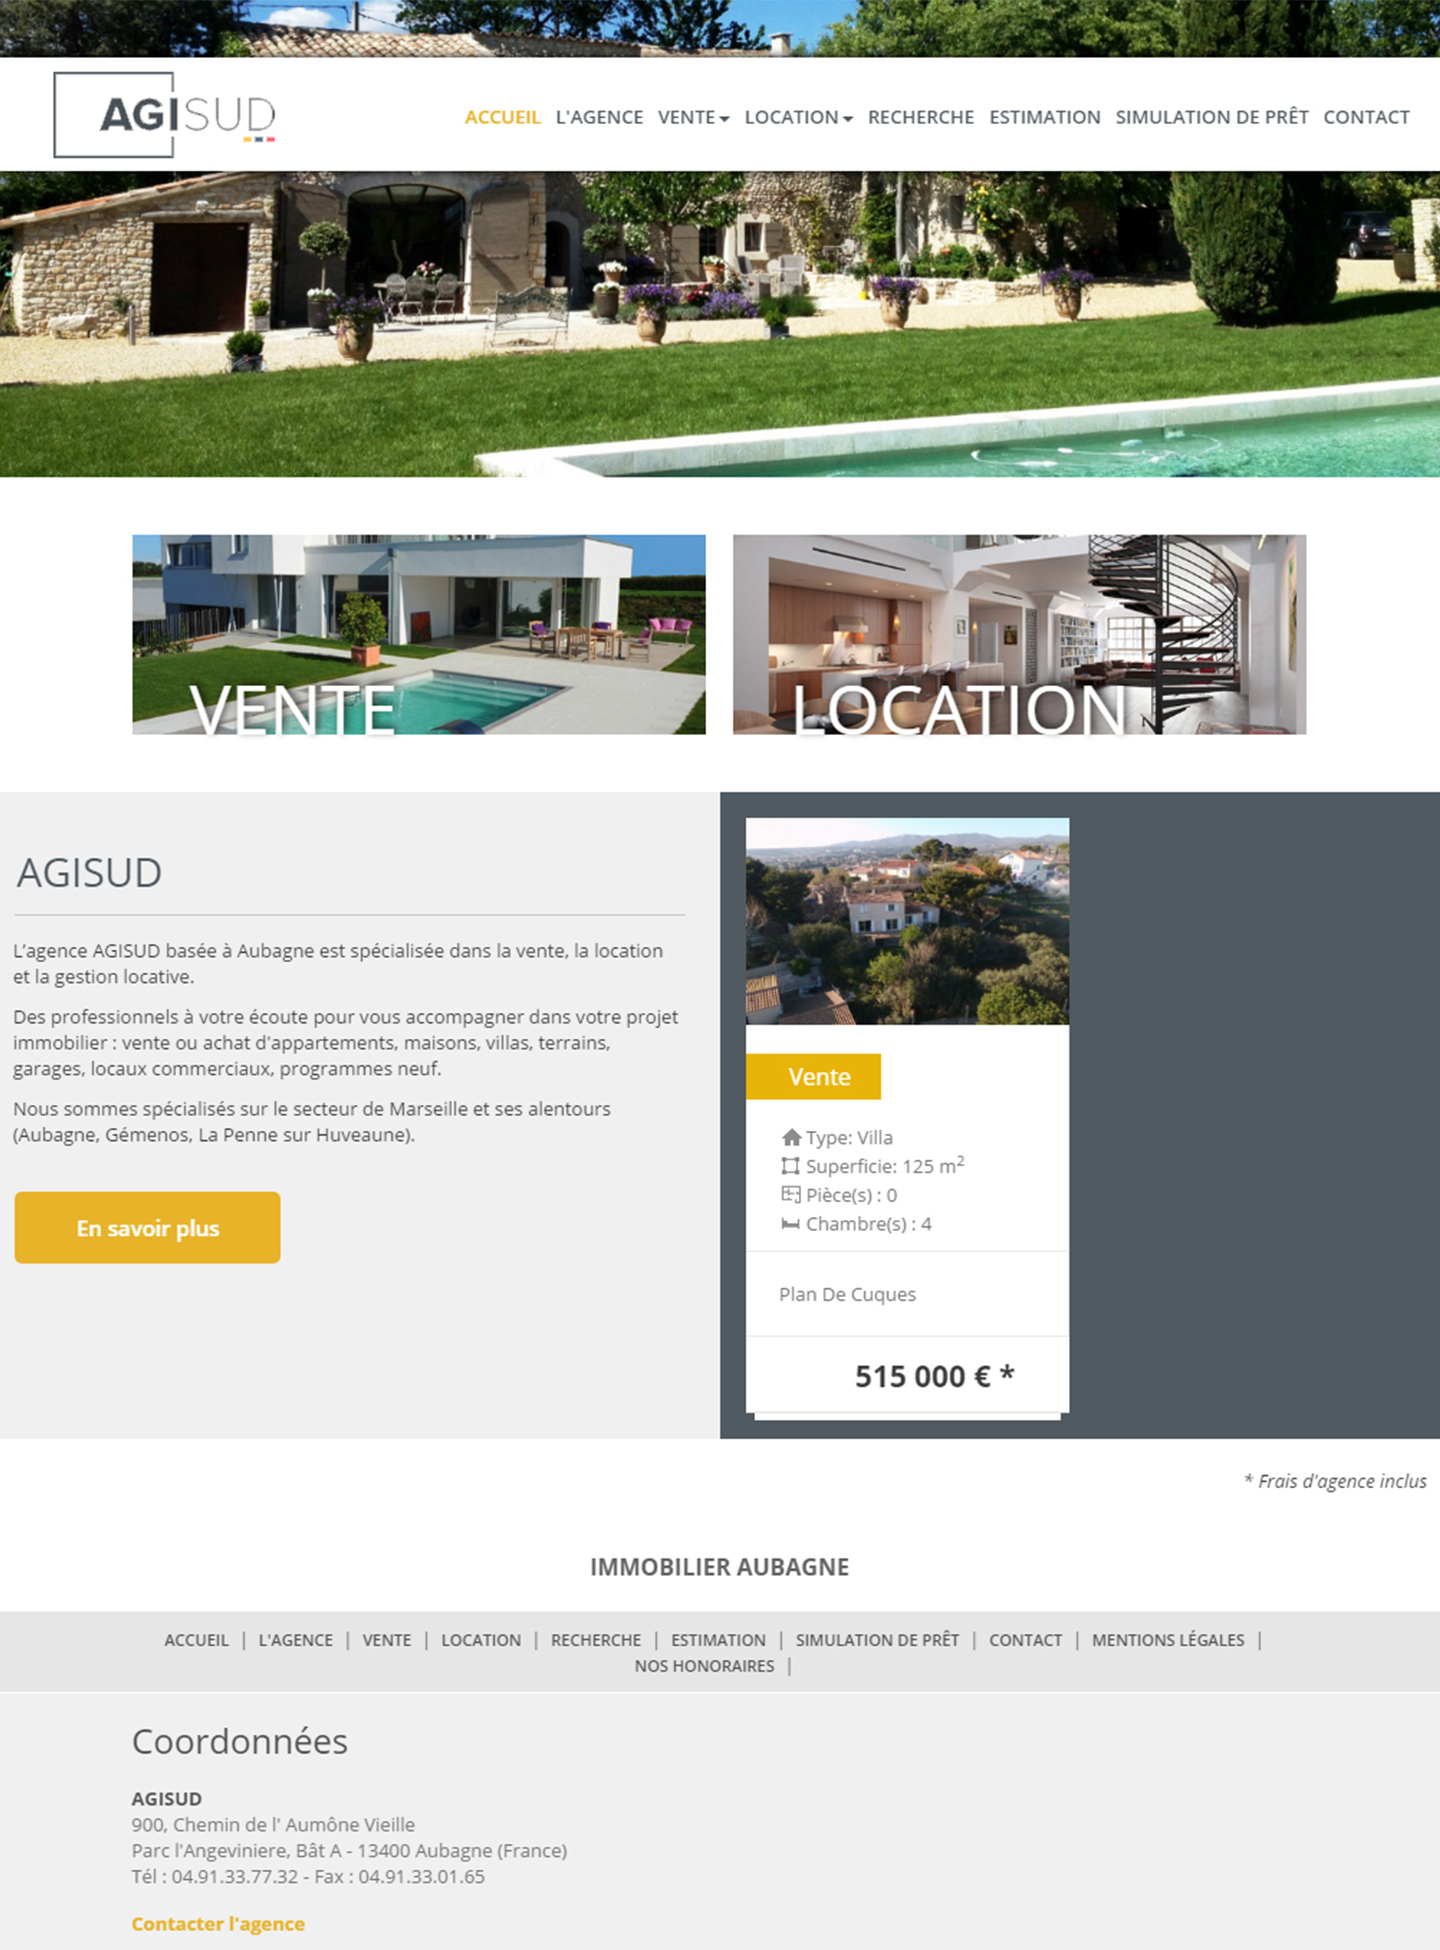 AGISUD
ACCUEIL L'AGENCE VENTE LOCATION RECHERCHE ESTIMATION SIMULATION DE PRÊT CONTACT
VENTE
LOCATION
AGISUD
L’agence AGISUD basée à Aubagne est spécialisée dans la vente, la location
et la gestion locative.
Des professionnels à votre écoute pour vous accompagner dans votre projet
immobilier : vente ou achat d'appartements, maisons, villas, terrains,
garages, locaux commerciaux, programmes neuf.
Nous sommes spécialisés sur le secteur de Marseille et ses alentours
(Aubagne, Gémenos, La Penne sur Huveaune).
En savoir plus
Vente
Type: Villa
Superficie: 125 m²
Pièce(s) : 0
Chambre(s) : 4
Plan De Cuques
515 000 € *
* Frais d'agence inclus
IMMOBILIER AUBAGNE
ACCUEIL | L'AGENCE | VENTE | LOCATION | RECHERCHE | ESTIMATION | SIMULATION DE PRÊT | CONTACT | MENTIONS LÉGALES |
NOS HONORAIRES |
Coordonnées
AGISUD
900, Chemin de l' Aumône Vieille
Parc l'Angeviniere, Bât A - 13400 Aubagne (France)
Tél : 04.91.33.77.32 - Fax : 04.91.33.01.65
Contacter l'agence